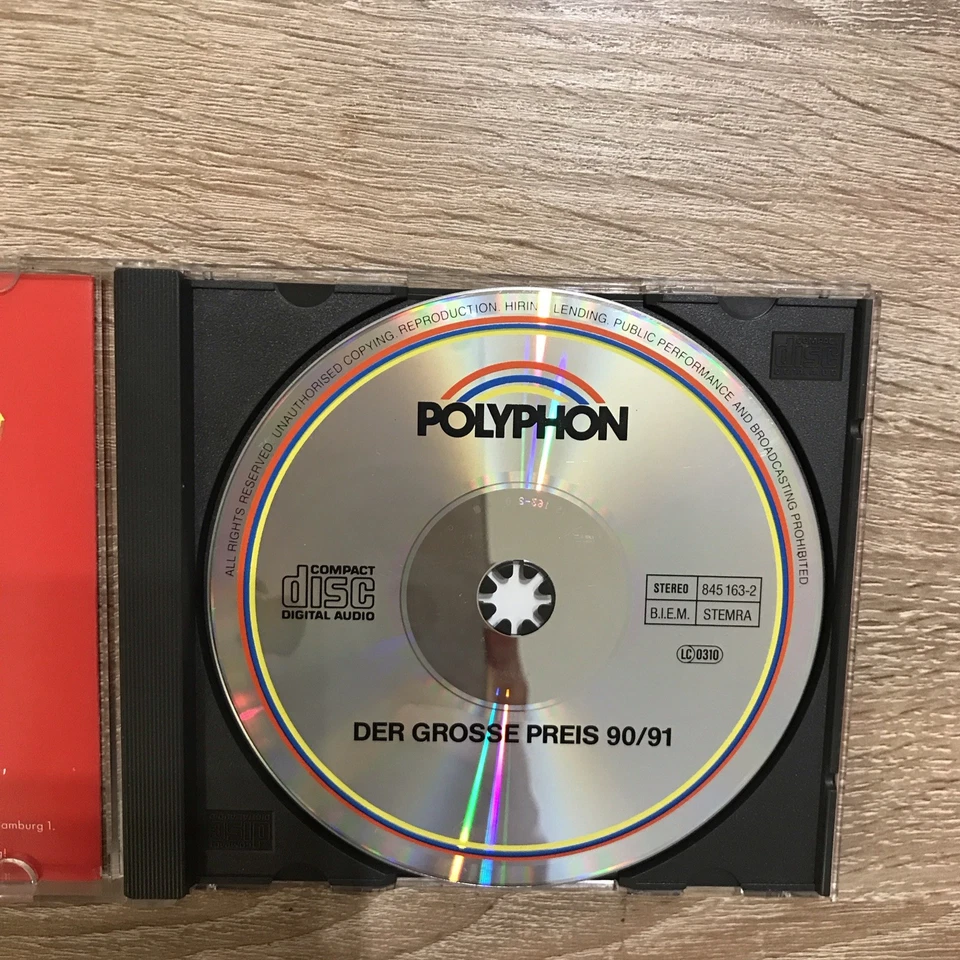 ALL RIGHTS RESERVED. UNAUTHORISED COPYING, REPRODUCTION, HIRING, LENDING, PUBLIC PERFORMANCE AND BROADCASTING PROHIBITED.
POLYPHON
COMPACT
disc
DIGITAL AUDIO
STEREO 845 163-2
B.I.E.M. STEMRA
LC 0310
DER GROSSE PREIS 90/91
amburg 1.